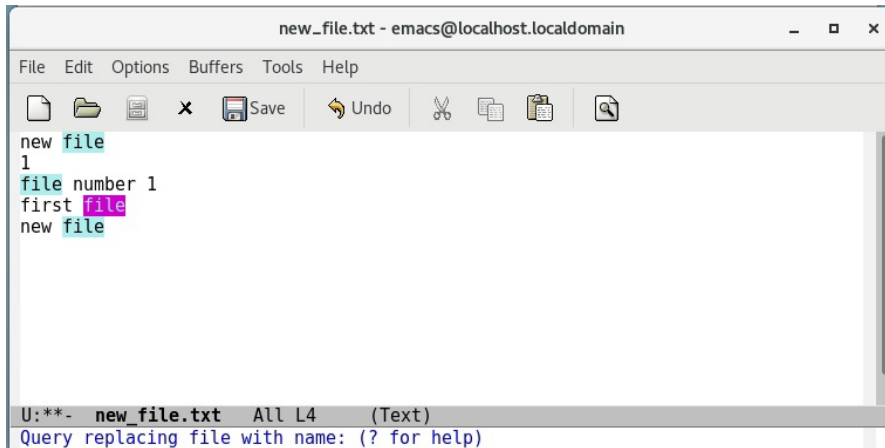 new_file.txt - emacs@localhost.localdomain
File Edit Options Buffers Tools Help
Save Undo
new file
1
file number 1
first file
new file
U:**- new_file.txt All L4 (Text)
Query replacing file with name: (? for help)